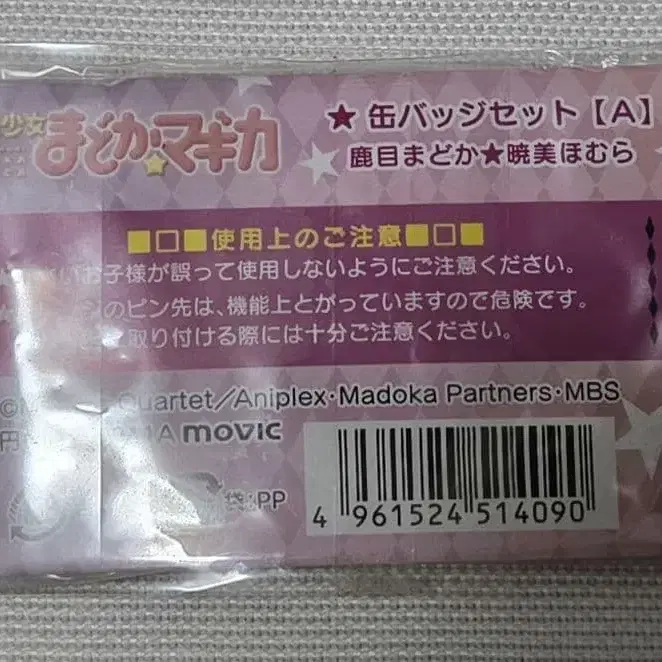 少女
まどか★マギカ
★ 缶バッジセット【A】
鹿目まどか★暁美ほむら
■□■使用上のご注意■□■
いお子様が誤って使用しないようにご注意ください。
のピン先は、機能上とがっていますので危険です。
取り付ける際には十分ご注意ください。
© Quartet/Aniplex・Madoka Partners・MBS
円 movic
袋:PP
4 961524 514090